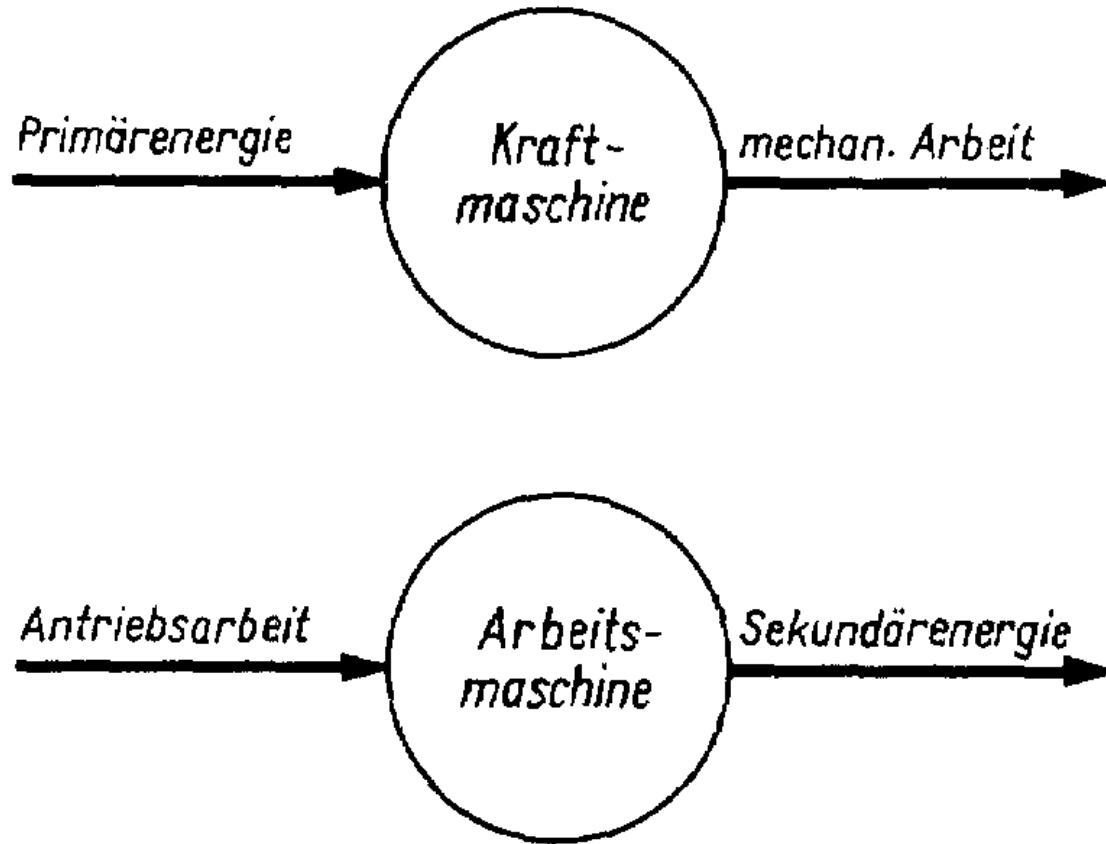 Primärenergie
Kraft-
maschine
mechan. Arbeit
Antriebsarbeit
Arbeits-
maschine
Sekundärenergie